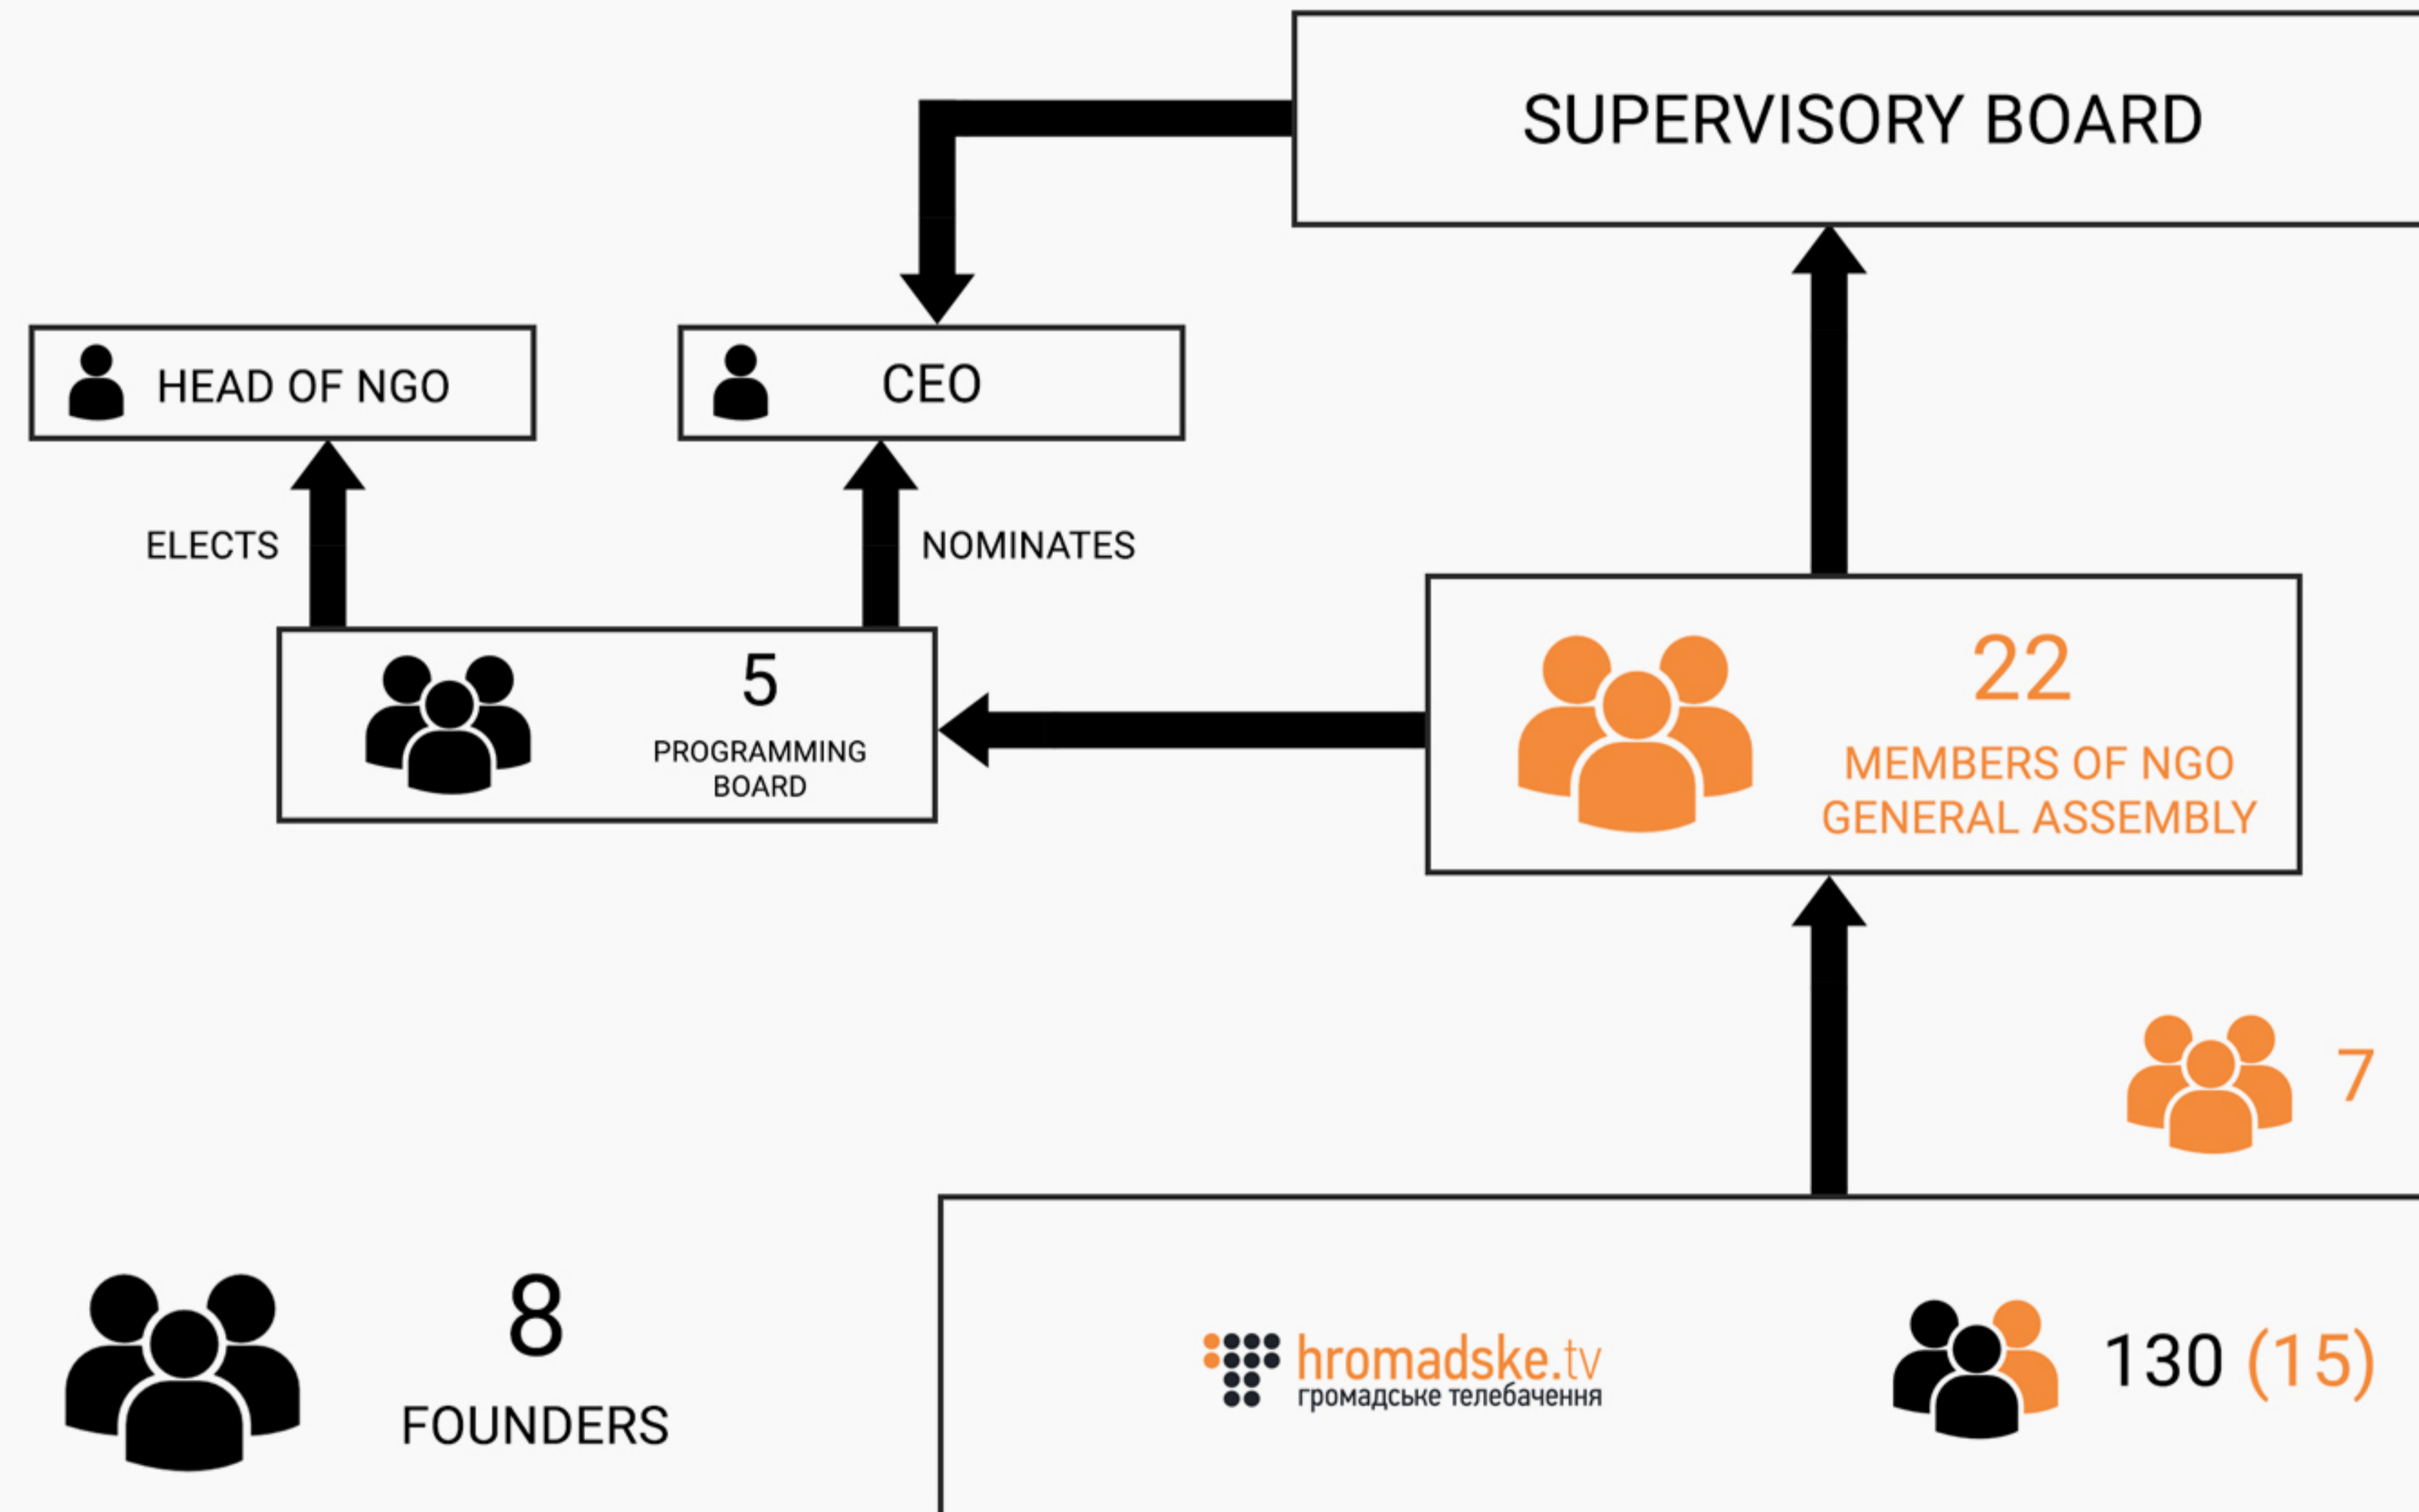 SUPERVISORY BOARD
HEAD OF NGO
CEO
ELECTS
NOMINATES
5
PROGRAMMING
BOARD
22
MEMBERS OF NGO
GENERAL ASSEMBLY
7
8
FOUNDERS
hromadske.tv
громадське телебачення
130 (15)